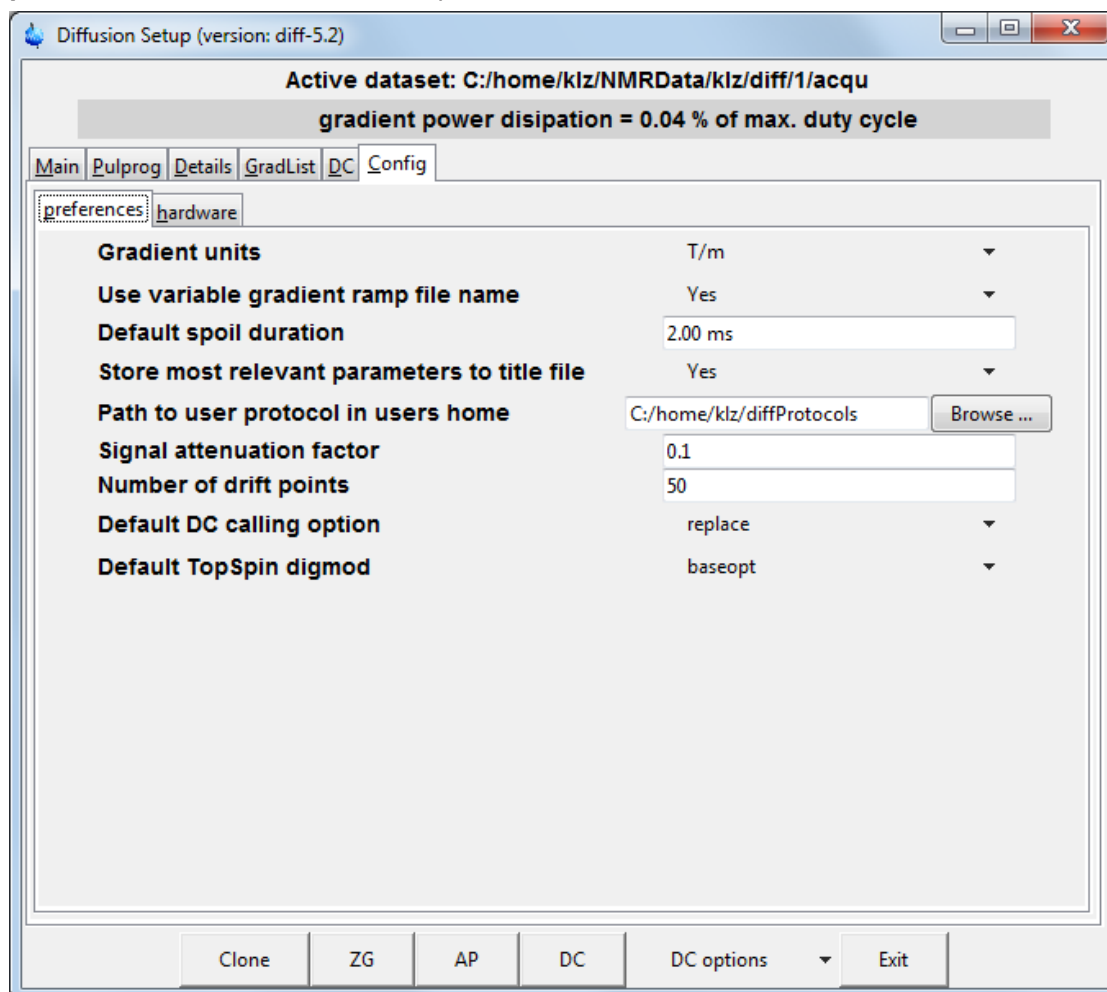 Diffusion Setup (version: diff-5.2)
Active dataset: C:/home/klz/NMRData/klz/diff/1/acqu
gradient power disipation = 0.04 % of max. duty cycle
Main Pulprog Details GradList DC Config
preferences hardware
Gradient units T/m
Use variable gradient ramp file name Yes
Default spoil duration 2.00 ms
Store most relevant parameters to title file Yes
Path to user protocol in users home C:/home/klz/diffProtocols Browse ...
Signal attenuation factor 0.1
Number of drift points 50
Default DC calling option replace
Default TopSpin digmod baseopt
Clone ZG AP DC DC options Exit